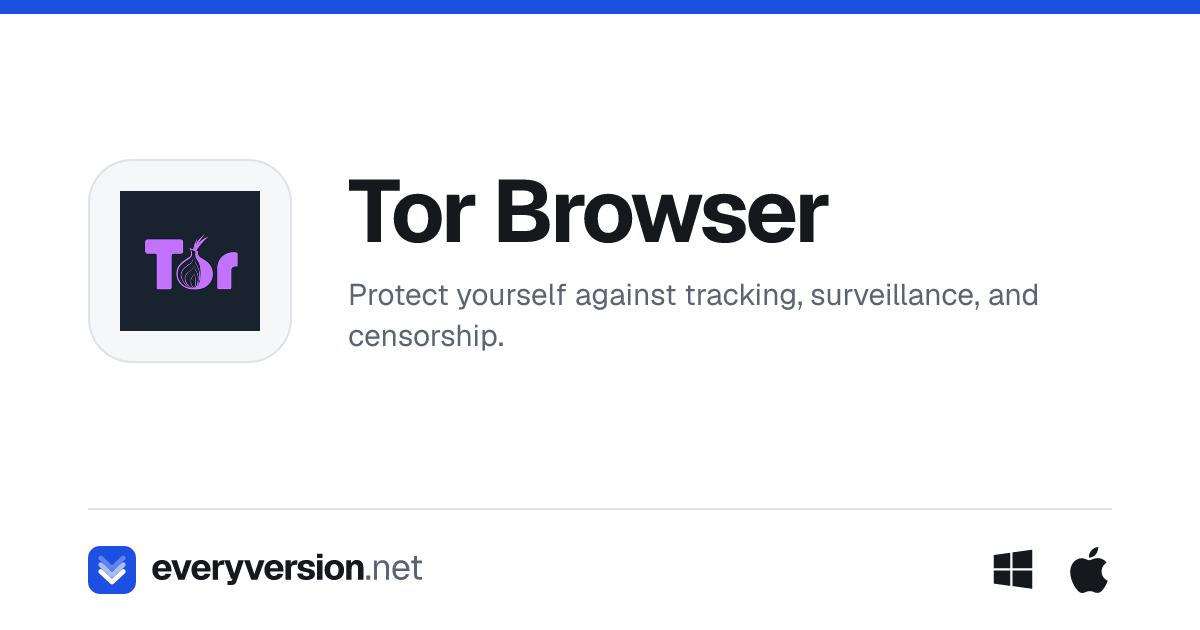 Tor
Tor Browser
Protect yourself against tracking, surveillance, and
censorship.
everyversion.net